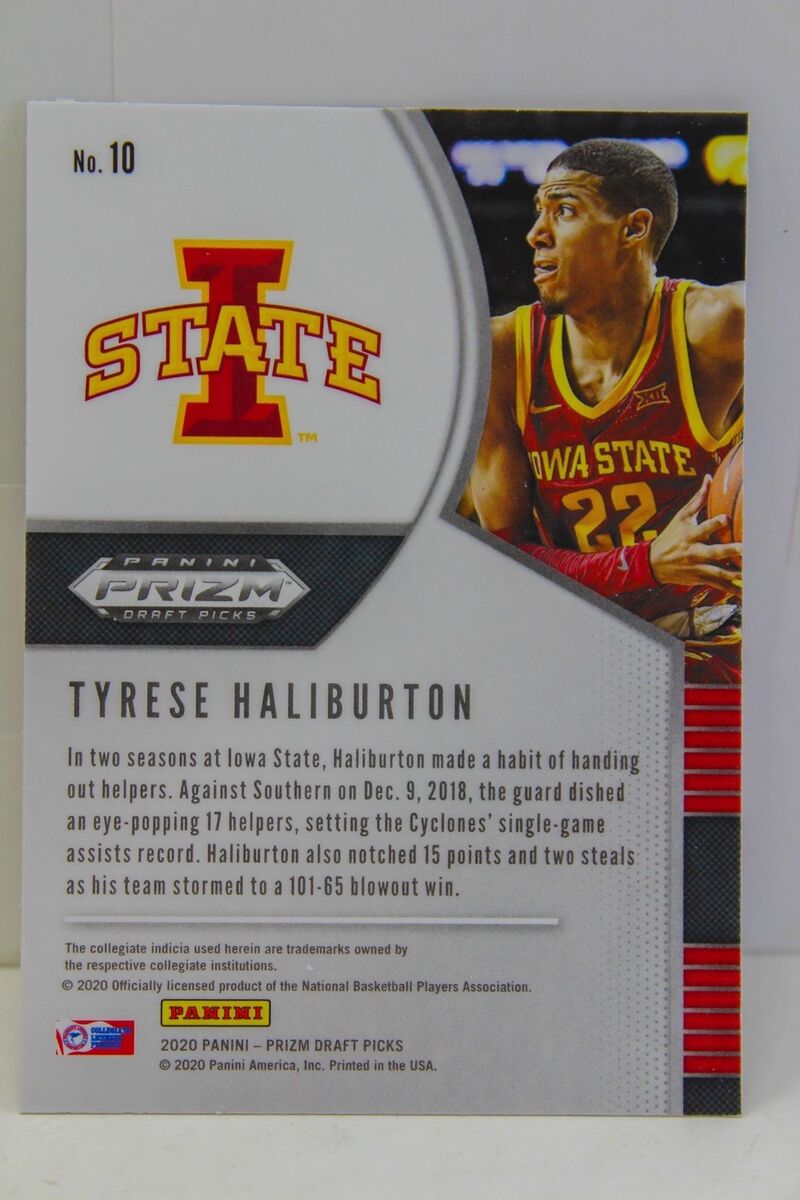 No. 10
I
STATE
TM
XII
IOWA STATE
22
PANINI
PRIZM
DRAFT PICKS
TYRESE HALIBURTON
In two seasons at Iowa State, Haliburton made a habit of handing
out helpers. Against Southern on Dec. 9, 2018, the guard dished
an eye-popping 17 helpers, setting the Cyclones' single-game
assists record. Haliburton also notched 15 points and two steals
as his team stormed to a 101-65 blowout win.
The collegiate indicia used herein are trademarks owned by
the respective collegiate institutions.
© 2020 Officially licensed product of the National Basketball Players Association.
PANINI
COLLEGIATE
LICENSED
PRODUCT
2020 PANINI – PRIZM DRAFT PICKS
© 2020 Panini America, Inc. Printed in the USA.